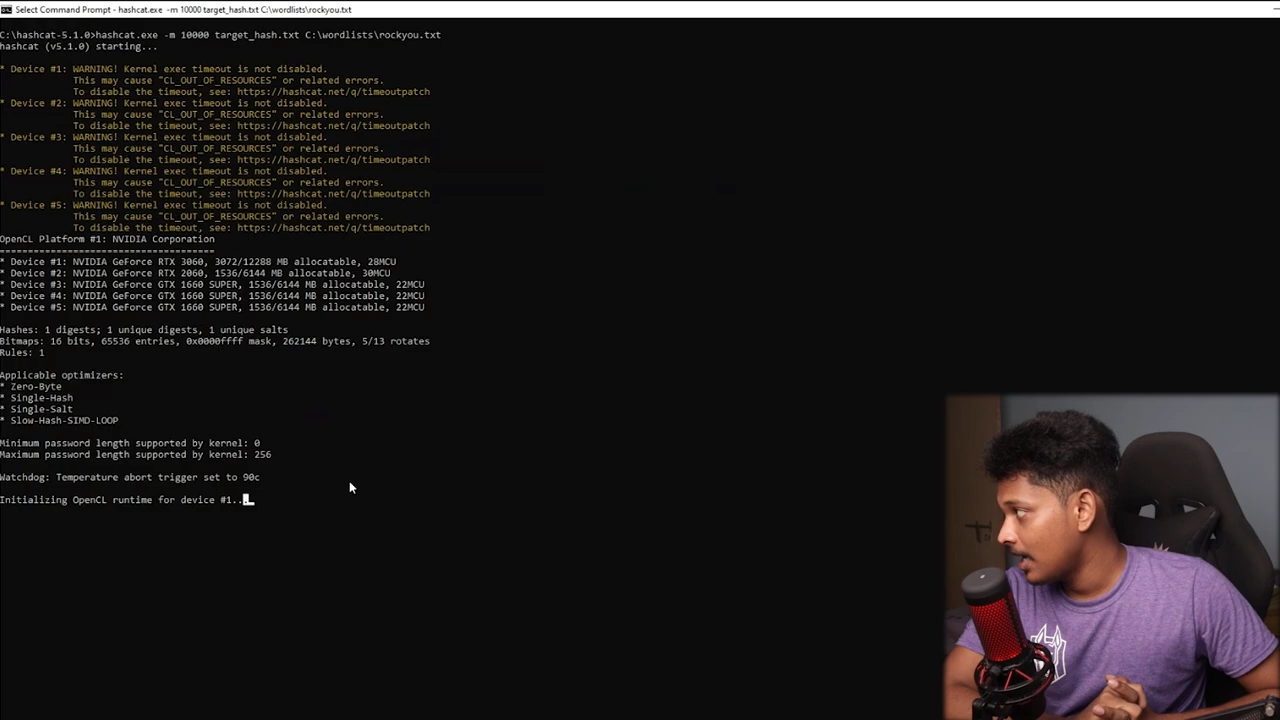 Select Command Prompt - hashcat.exe -m 10000 target_hash.txt C:\wordlists\rockyou.txt
C:\hashcat-5.1.0>hashcat.exe -m 10000 target_hash.txt C:\wordlists\rockyou.txt
hashcat (v5.1.0) starting...
* Device #1: WARNING! Kernel exec timeout is not disabled.
This may cause "CL_OUT_OF_RESOURCES" or related errors.
To disable the timeout, see: https://hashcat.net/q/timeoutpatch
* Device #2: WARNING! Kernel exec timeout is not disabled.
This may cause "CL_OUT_OF_RESOURCES" or related errors.
To disable the timeout, see: https://hashcat.net/q/timeoutpatch
* Device #3: WARNING! Kernel exec timeout is not disabled.
This may cause "CL_OUT_OF_RESOURCES" or related errors.
To disable the timeout, see: https://hashcat.net/q/timeoutpatch
* Device #4: WARNING! Kernel exec timeout is not disabled.
This may cause "CL_OUT_OF_RESOURCES" or related errors.
To disable the timeout, see: https://hashcat.net/q/timeoutpatch
* Device #5: WARNING! Kernel exec timeout is not disabled.
This may cause "CL_OUT_OF_RESOURCES" or related errors.
To disable the timeout, see: https://hashcat.net/q/timeoutpatch
OpenCL Platform #1: NVIDIA Corporation
======================================
* Device #1: NVIDIA GeForce RTX 3060, 3072/12288 MB allocatable, 28MCU
* Device #2: NVIDIA GeForce RTX 2060, 1536/6144 MB allocatable, 30MCU
* Device #3: NVIDIA GeForce GTX 1660 SUPER, 1536/6144 MB allocatable, 22MCU
* Device #4: NVIDIA GeForce GTX 1660 SUPER, 1536/6144 MB allocatable, 22MCU
* Device #5: NVIDIA GeForce GTX 1660 SUPER, 1536/6144 MB allocatable, 22MCU
Hashes: 1 digests; 1 unique digests, 1 unique salts
Bitmaps: 16 bits, 65536 entries, 0x0000ffff mask, 262144 bytes, 5/13 rotates
Rules: 1
Applicable optimizers:
* Zero-Byte
* Single-Hash
* Single-Salt
* Slow-Hash-SIMD-LOOP
Minimum password length supported by kernel: 0
Maximum password length supported by kernel: 256
Watchdog: Temperature abort trigger set to 90c
Initializing OpenCL runtime for device #1...